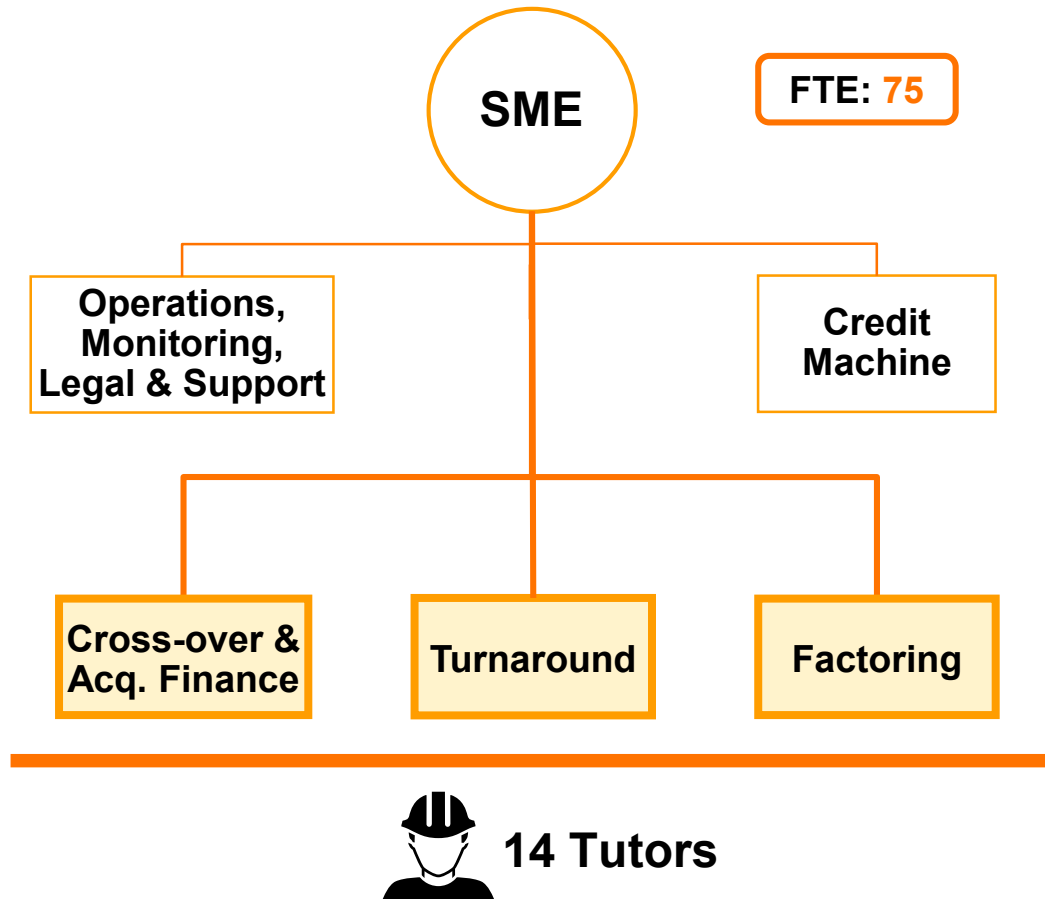 SME
FTE: 75
Operations,
Monitoring,
Legal & Support
Credit
Machine
Cross-over &
Acq. Finance
Turnaround
Factoring
14 Tutors